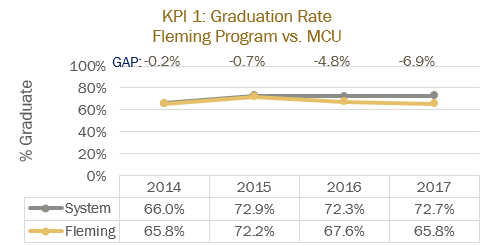 KPI 1: Graduation Rate
Fleming Program vs. MCU
GAP: -0.2% -0.7% -4.8% -6.9%
100%
80%
60%
40%
20%
0%
% Graduate
2014 2015 2016 2017
System 66.0% 72.9% 72.3% 72.7%
Fleming 65.8% 72.2% 67.6% 65.8%